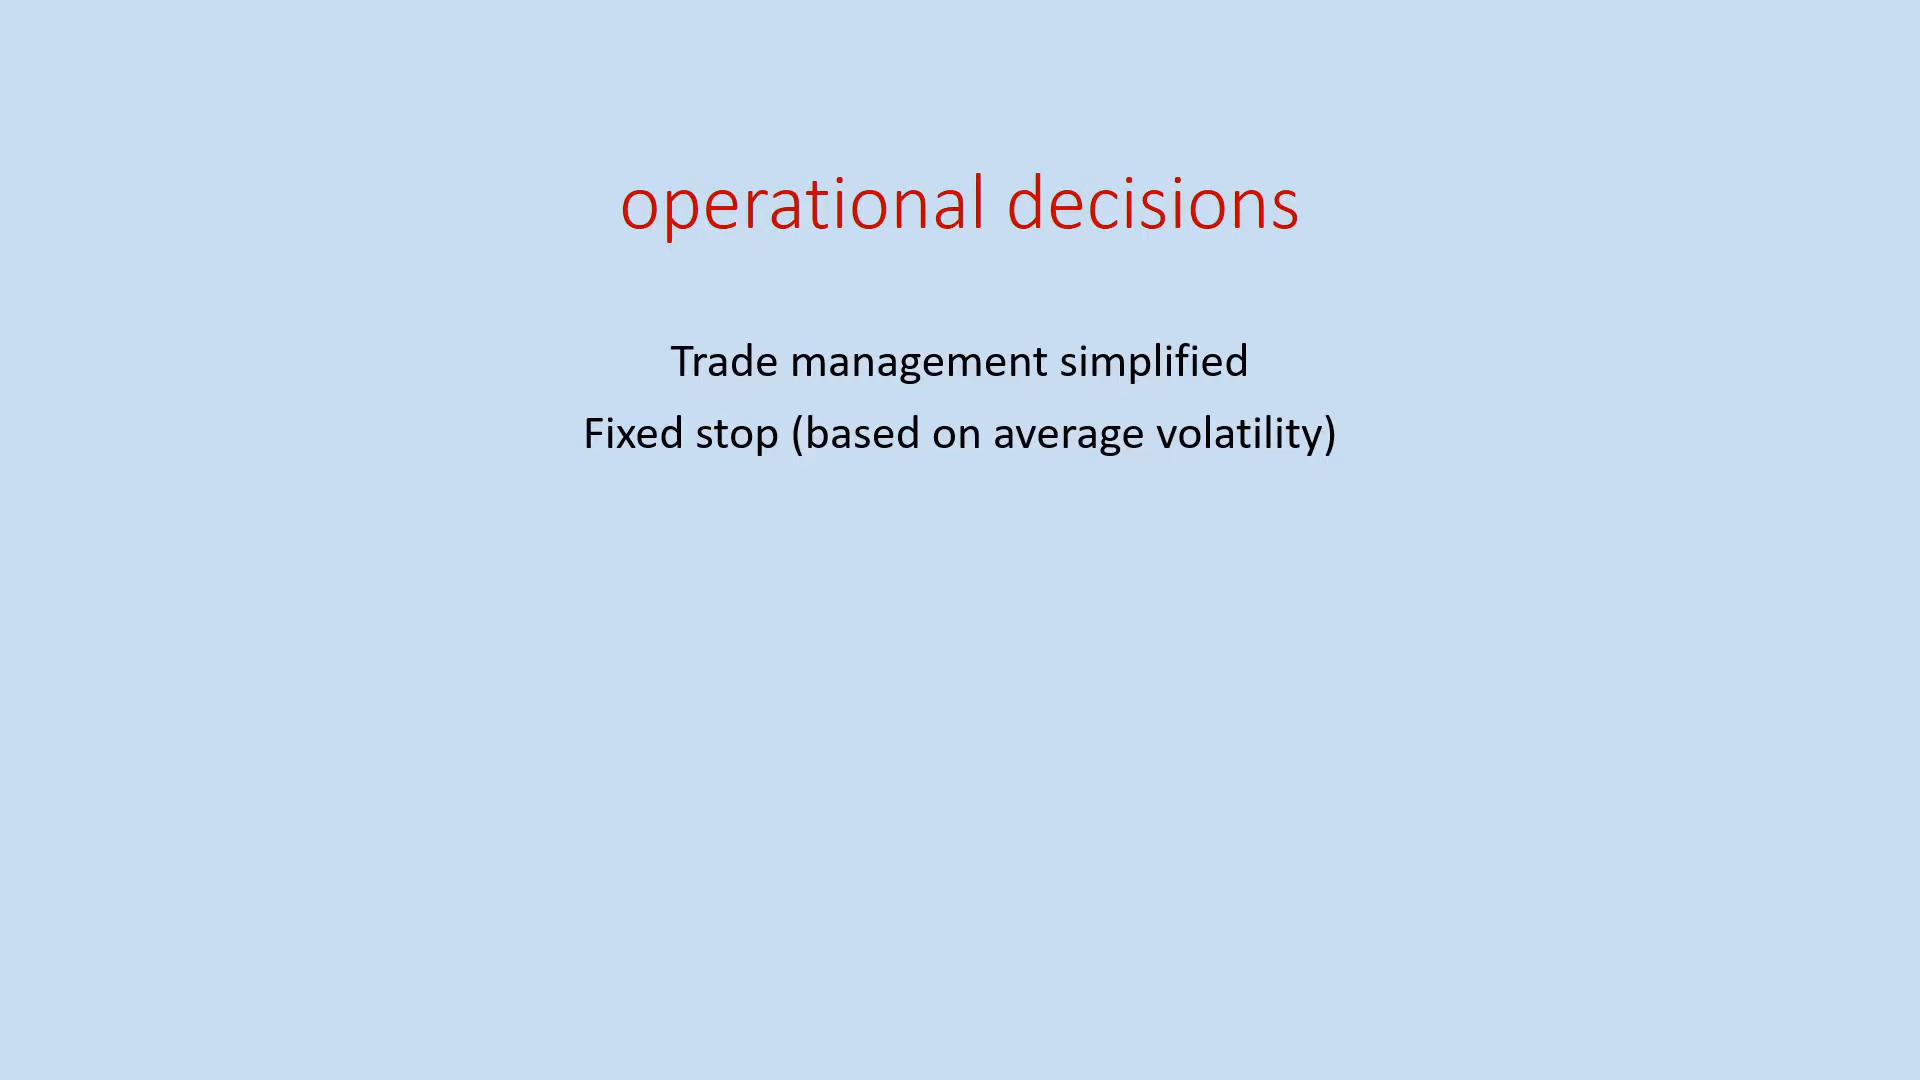 operational decisions
Trade management simplified
Fixed stop (based on average volatility)